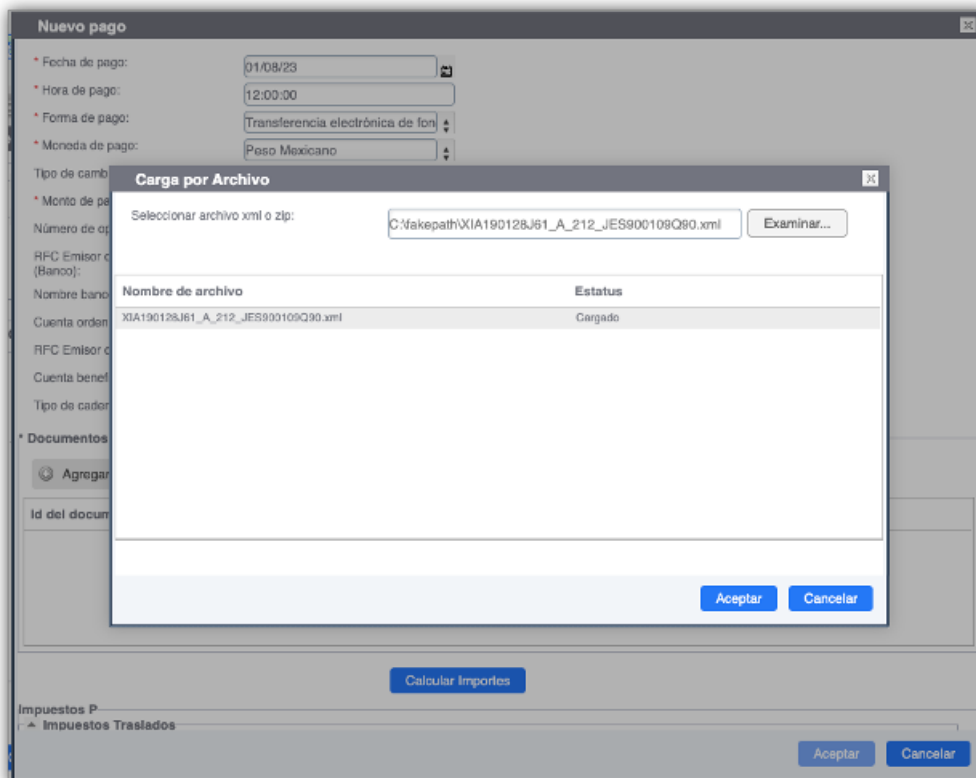 Nuevo pago
* Fecha de pago: 01/08/23
* Hora de pago: 12:00:00
* Forma de pago: Transferencia electrónica de fon
* Moneda de pago: Peso Mexicano
Tipo de camb
* Monto de pa
Número de op
RFC Emisor c
(Banco):
Nombre banc
Cuenta orden
RFC Emisor c
Cuenta benef
Tipo de cader
* Documentos
Agregar
Id del docum
Carga por Archivo
Seleccionar archivo xml o zip: C:\fakepath\XIA190128J61_A_212_JES900109Q90.xml Examinar...
Nombre de archivo Estatus
XIA190128J61_A_212_JES900109Q90.xml Cargado
Aceptar Cancelar
Calcular Importes
Impuestos P
Impuestos Traslados
Aceptar Cancelar